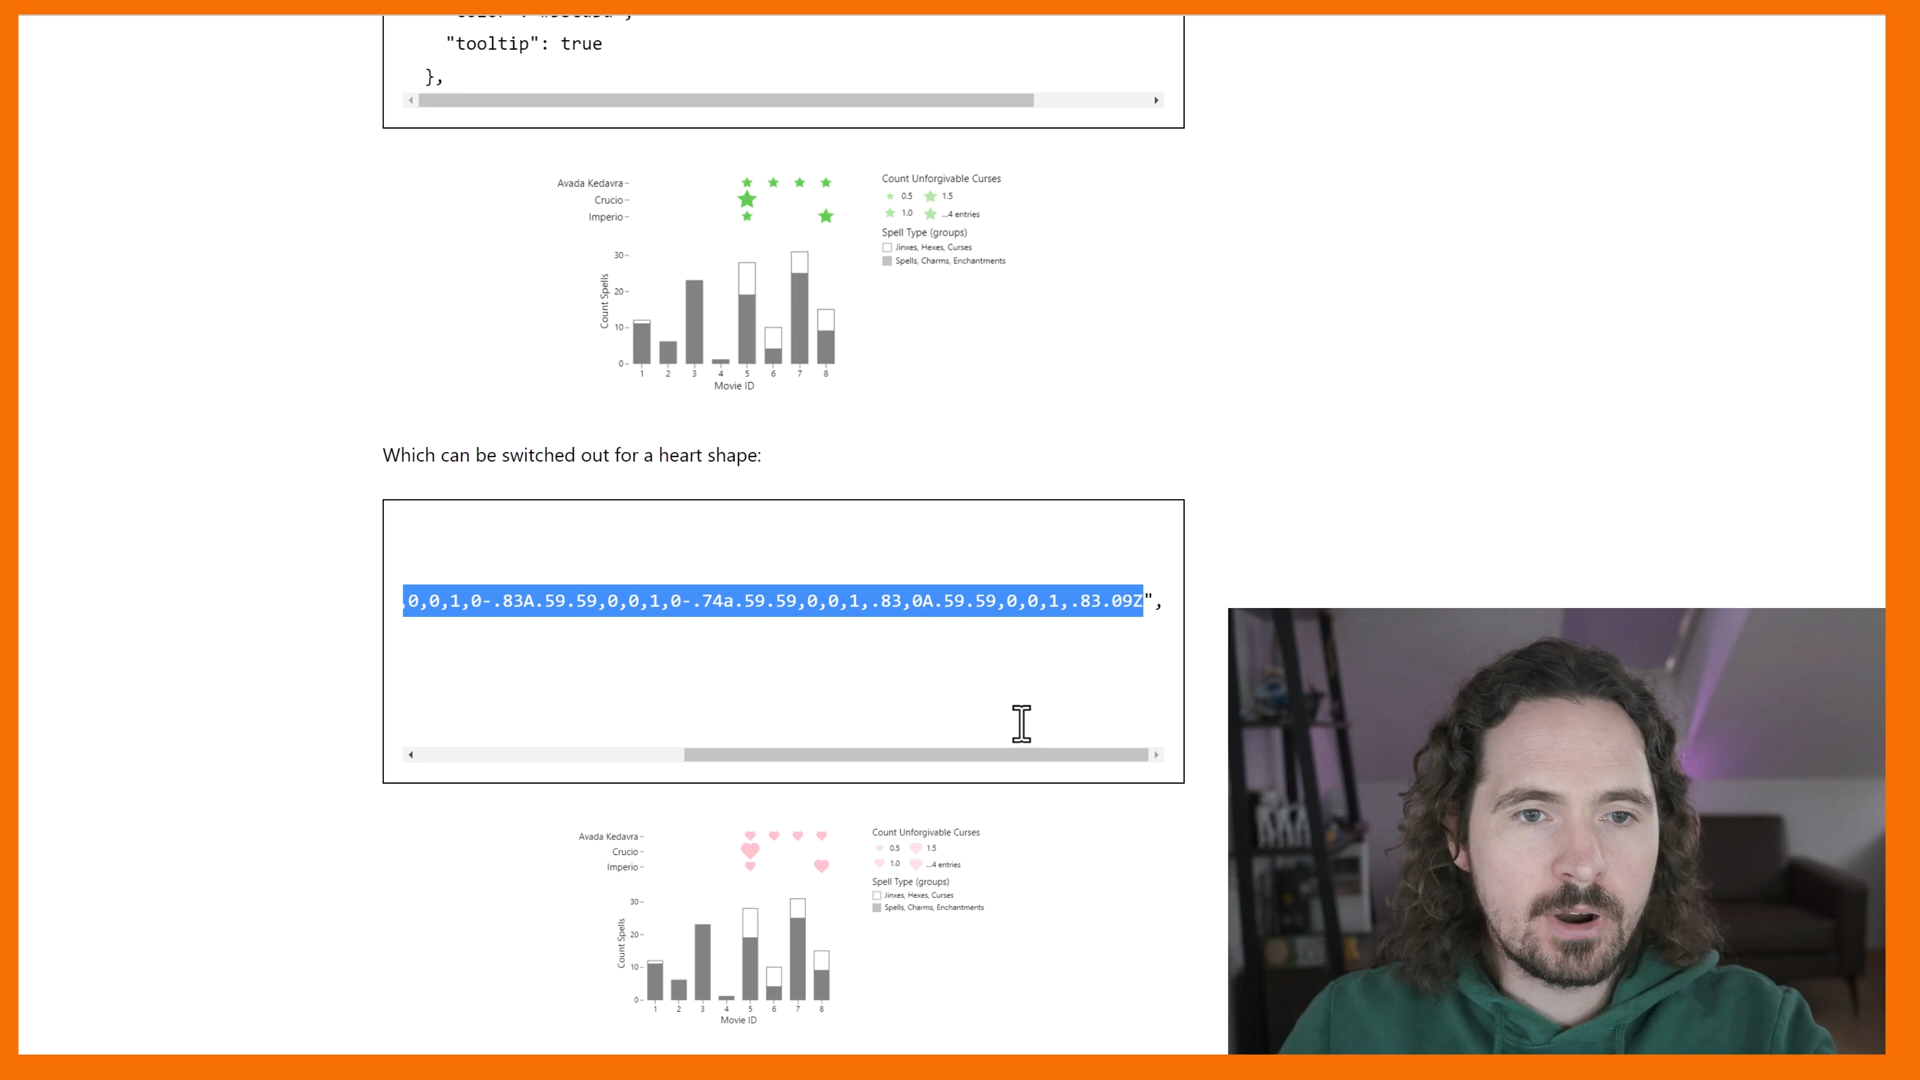 "tooltip": true
},
Avada Kedavra
Crucio
Imperio
Count Unforgivable Curses
0.5 1.5
1.0 ...4 entries
Spell Type (groups)
Jinxes, Hexes, Curses
Spells, Charms, Enchantments
30
20
10
0
Count Spells
1 2 3 4 5 6 7 8
Movie ID
Which can be switched out for a heart shape:
,0,0,1,0-.83A.59.59,0,0,1,0-.74a.59.59,0,0,1,.83,0A.59.59,0,0,1,.83.09Z",
Avada Kedavra
Crucio
Imperio
Count Unforgivable Curses
0.5 1.5
1.0 ...4 entries
Spell Type (groups)
Jinxes, Hexes, Curses
Spells, Charms, Enchantments
30
20
10
0
Count Spells
1 2 3 4 5 6 7 8
Movie ID